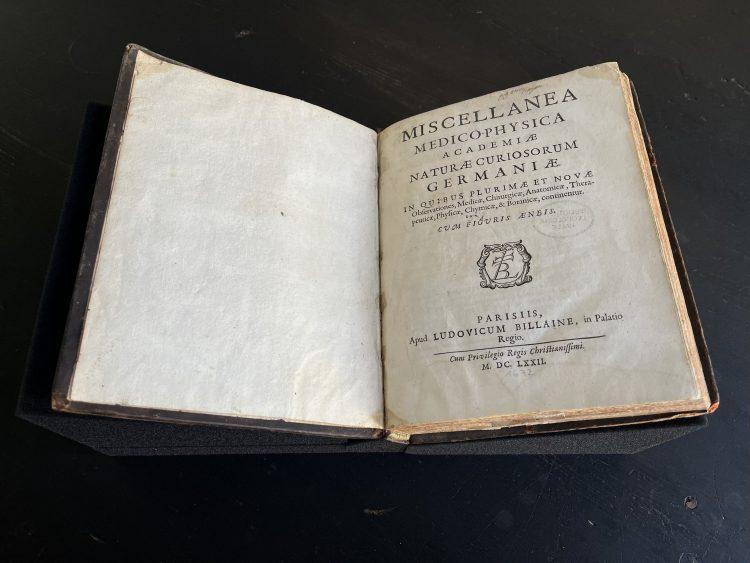 MISCELLANEA
MEDICO-PHYSICA
ACADEMIÆ
NATURÆ CURIOSORUM
GERMANIÆ
IN QUIBUS PLURIMÆ ET NOVÆ
Observationes, Medicæ, Chirurgicæ, Anatomicæ, Thera-
peuticæ, Physicæ, Chymicæ, & Botanicæ, continentur.
CUM FIGURIS ÆNEIS.
PARISIIS,
Apud LUDOVICUM BILLAINE, in Palatio
Regio.
Cum Privilegio Regis Christianissimi.
M. DC. LXXII.
1672